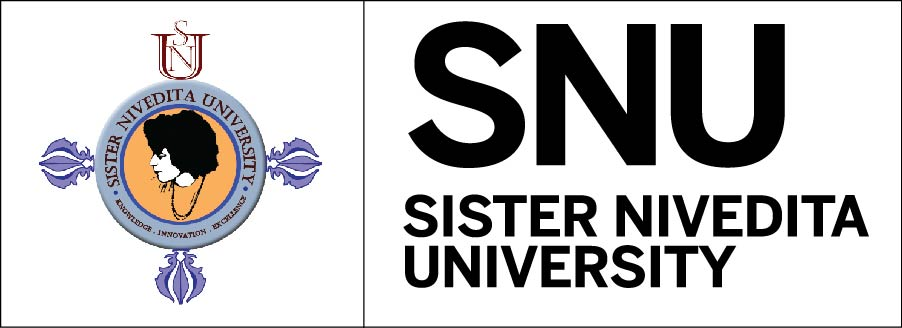 SNU
SISTER NIVEDITA UNIVERSITY
KNOWLEDGE . INNOVATION . EXCELLENCE
SNU
SISTER NIVEDITA
UNIVERSITY